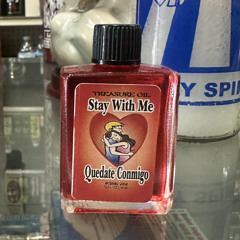 TREASURE OIL
Stay With Me
Quedate Conmigo
Y SPI